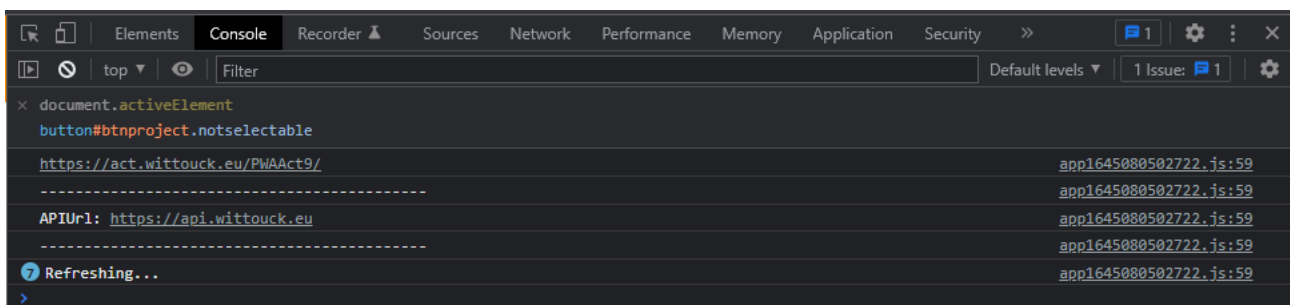 Elements Console Recorder Sources Network Performance Memory Application Security » 1
top ▼ Filter Default levels ▼ 1 Issue: 1
× document.activeElement
button#btnproject.notselectable
https://act.wittouck.eu/PWAAct9/ app1645080502722.js:59
------------------------------------------- app1645080502722.js:59
APIUrl: https://api.wittouck.eu app1645080502722.js:59
------------------------------------------- app1645080502722.js:59
7 Refreshing... app1645080502722.js:59
>